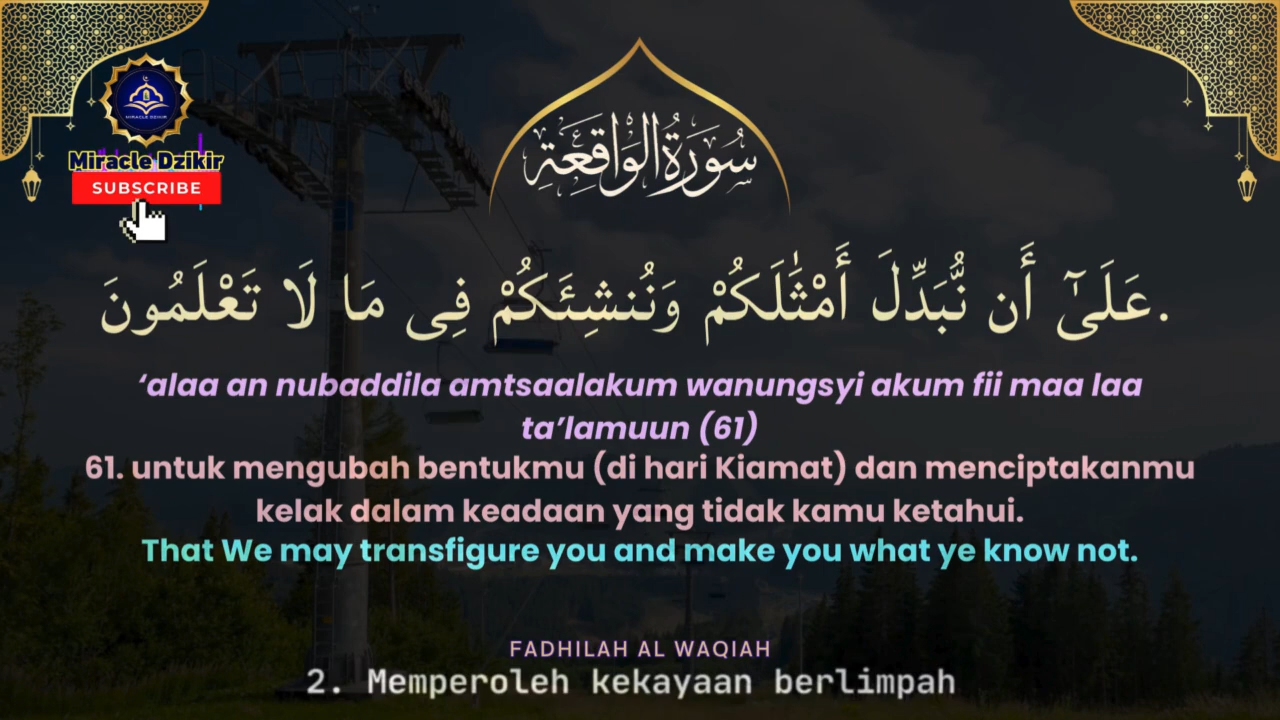 MIRACLE DZIKIR
Miracle Dzikir
SUBSCRIBE
سُورَةُ الوَاقِعَةِ
عَلَىٰٓ أَن نُّبَدِّلَ أَمْثَٰلَكُمْ وَنُنشِئَكُمْ فِى مَا لَا تَعْلَمُونَ.
‘alaa an nubaddila amtsaalakum wanungsyi akum fii maa laa
ta’lamuun (61)
61. untuk mengubah bentukmu (di hari Kiamat) dan menciptakanmu
kelak dalam keadaan yang tidak kamu ketahui.
That We may transfigure you and make you what ye know not.
FADHILAH AL WAQIAH
2. Memperoleh kekayaan berlimpah